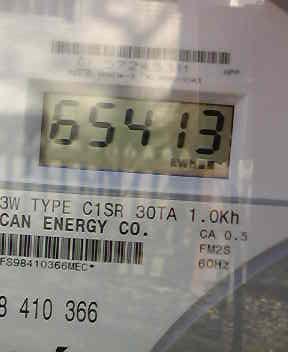 65413
KWH
3W TYPE C1SR 30TA 1.0Kh
CAN ENERGY CO.
CA 0.5
FM2S
FS98410366MEC*
60Hz
8 410 366